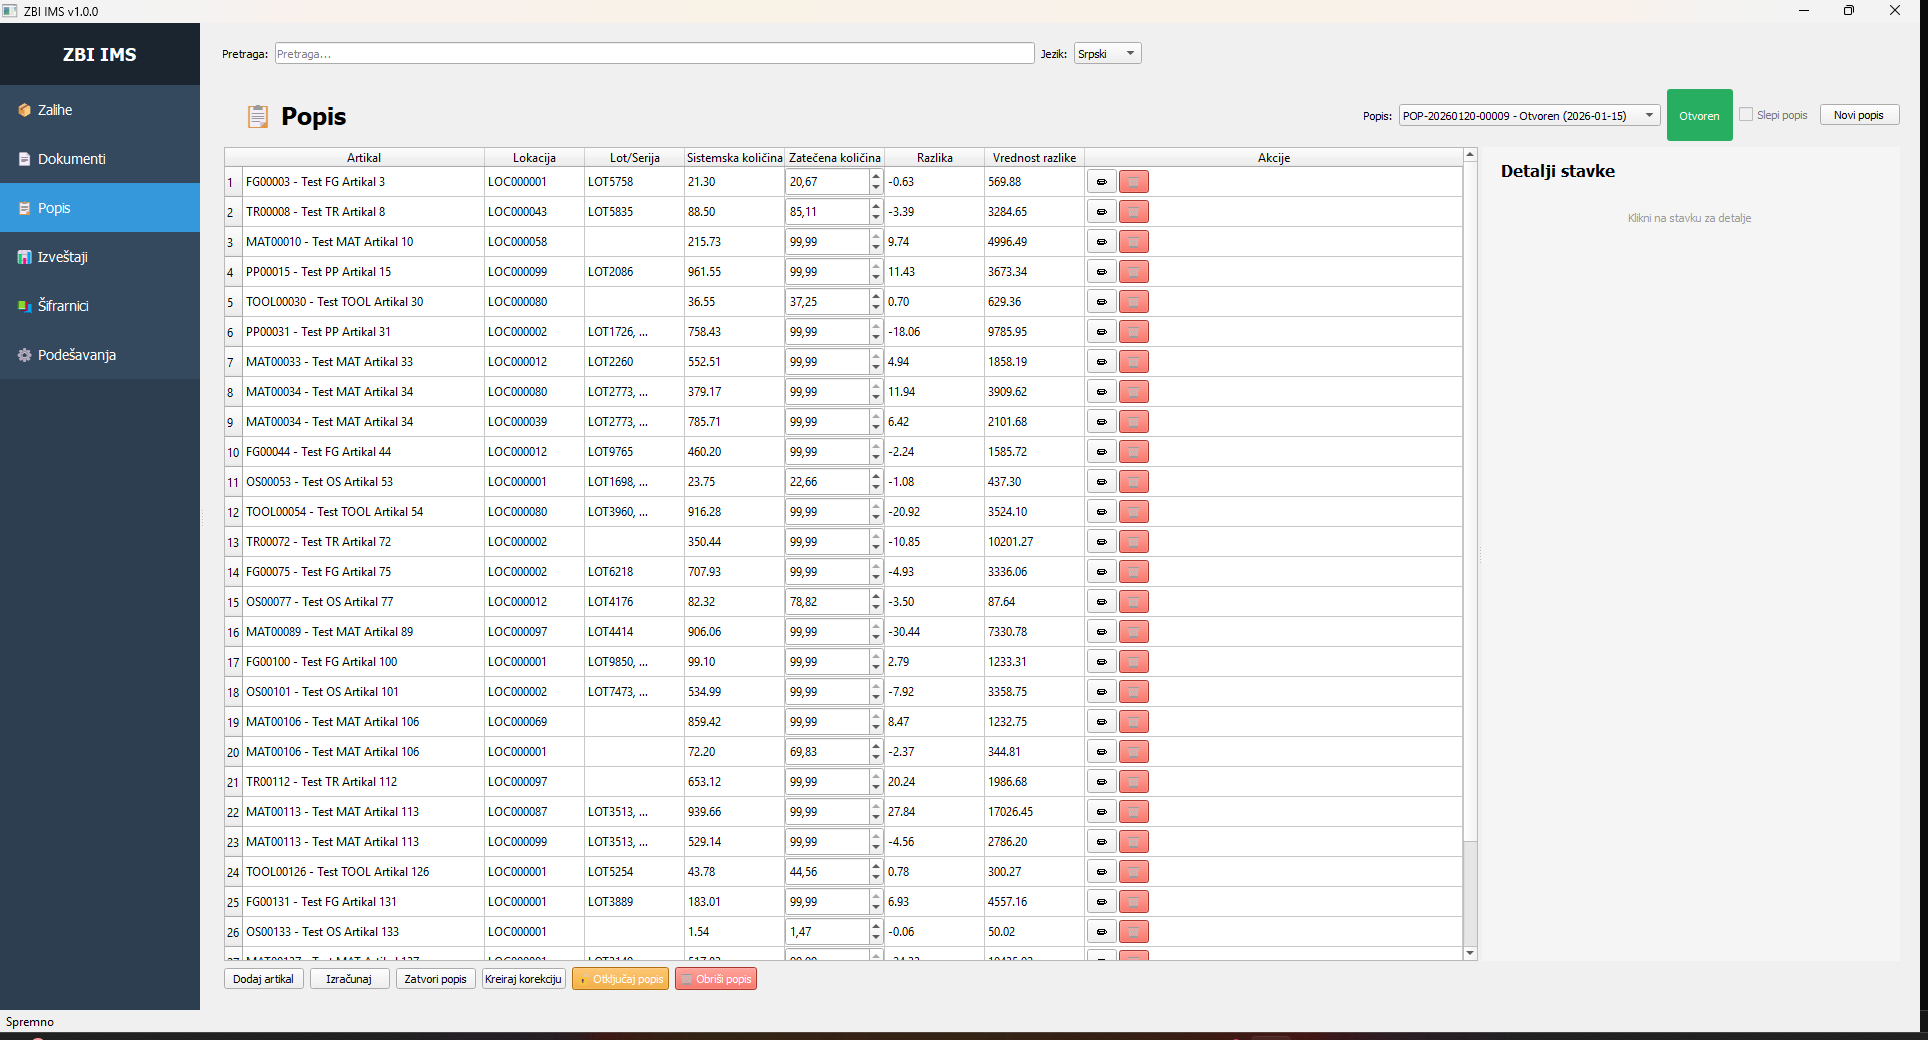 ZBI IMS v1.0.0
ZBI IMS
Zalihe
Dokumenti
Popis
Izveštaji
Šifrarnici
Podešavanja
Pretraga: Pretraga... Jezik: Srpski
Popis
Popis: POP-20260120-00009 - Otvoren (2026-01-15) Otvoren Slepi popis Novi popis
Artikal Lokacija Lot/Serija Sistemska količina Zatečena količina Razlika Vrednost razlike Akcije
1 FG00003 - Test FG Artikal 3 LOC000001 LOT5758 21.30 20,67 -0.63 569.88
2 TR00008 - Test TR Artikal 8 LOC000043 LOT5835 88.50 85,11 -3.39 3284.65
3 MAT00010 - Test MAT Artikal 10 LOC000058 215.73 99,99 9.74 4996.49
4 PP00015 - Test PP Artikal 15 LOC000099 LOT2086 961.55 99,99 11.43 3673.34
5 TOOL00030 - Test TOOL Artikal 30 LOC000080 36.55 37,25 0.70 629.36
6 PP00031 - Test PP Artikal 31 LOC000002 LOT1726, ... 758.43 99,99 -18.06 9785.95
7 MAT00033 - Test MAT Artikal 33 LOC000012 LOT2260 552.51 99,99 4.94 1858.19
8 MAT00034 - Test MAT Artikal 34 LOC000080 LOT2773, ... 379.17 99,99 11.94 3909.62
9 MAT00034 - Test MAT Artikal 34 LOC000039 LOT2773, ... 785.71 99,99 6.42 2101.68
10 FG00044 - Test FG Artikal 44 LOC000012 LOT9765 460.20 99,99 -2.24 1585.72
11 OS00053 - Test OS Artikal 53 LOC000001 LOT1698, ... 23.75 22,66 -1.08 437.30
12 TOOL00054 - Test TOOL Artikal 54 LOC000080 LOT3960, ... 916.28 99,99 -20.92 3524.10
13 TR00072 - Test TR Artikal 72 LOC000002 350.44 99,99 -10.85 10201.27
14 FG00075 - Test FG Artikal 75 LOC000002 LOT6218 707.93 99,99 -4.93 3336.06
15 OS00077 - Test OS Artikal 77 LOC000012 LOT4176 82.32 78,82 -3.50 87.64
16 MAT00089 - Test MAT Artikal 89 LOC000097 LOT4414 906.06 99,99 -30.44 7330.78
17 FG00100 - Test FG Artikal 100 LOC000001 LOT9850, ... 99.10 99,99 2.79 1233.31
18 OS00101 - Test OS Artikal 101 LOC000002 LOT7473, ... 534.99 99,99 -7.92 3358.75
19 MAT00106 - Test MAT Artikal 106 LOC000069 859.42 99,99 8.47 1232.75
20 MAT00106 - Test MAT Artikal 106 LOC000001 72.20 69,83 -2.37 344.81
21 TR00112 - Test TR Artikal 112 LOC000097 653.12 99,99 20.24 1986.68
22 MAT00113 - Test MAT Artikal 113 LOC000087 LOT3513, ... 939.66 99,99 27.84 17026.45
23 MAT00113 - Test MAT Artikal 113 LOC000099 LOT3513, ... 529.14 99,99 -4.56 2786.20
24 TOOL00126 - Test TOOL Artikal 126 LOC000001 LOT5254 43.78 44,56 0.78 300.27
25 FG00131 - Test FG Artikal 131 LOC000001 LOT3889 183.01 99,99 6.93 4557.16
26 OS00133 - Test OS Artikal 133 LOC000001 1.54 1,47 -0.06 50.02
Detalji stavke
Klikni na stavku za detalje
Dodaj artikal Izračunaj Zatvori popis Kreiraj korekciju Otključaj popis Obriši popis
Spremno